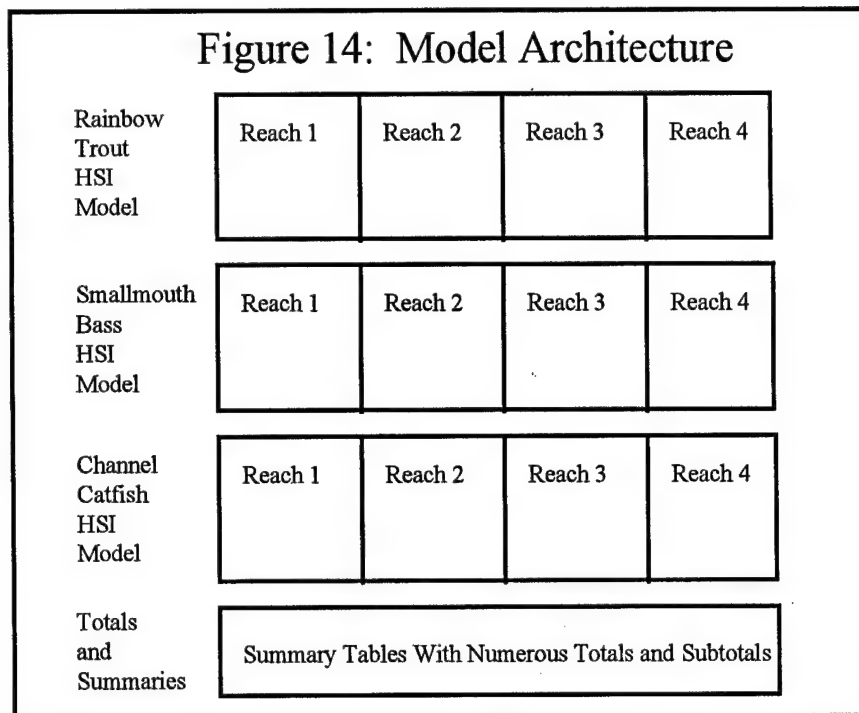 Figure 14: Model Architecture
Rainbow
Trout
HSI
Model
Reach 1 Reach 2 Reach 3 Reach 4
Smallmouth
Bass
HSI
Model
Reach 1 Reach 2 Reach 3 Reach 4
Channel
Catfish
HSI
Model
Reach 1 Reach 2 Reach 3 Reach 4
Totals
and
Summaries
Summary Tables With Numerous Totals and Subtotals